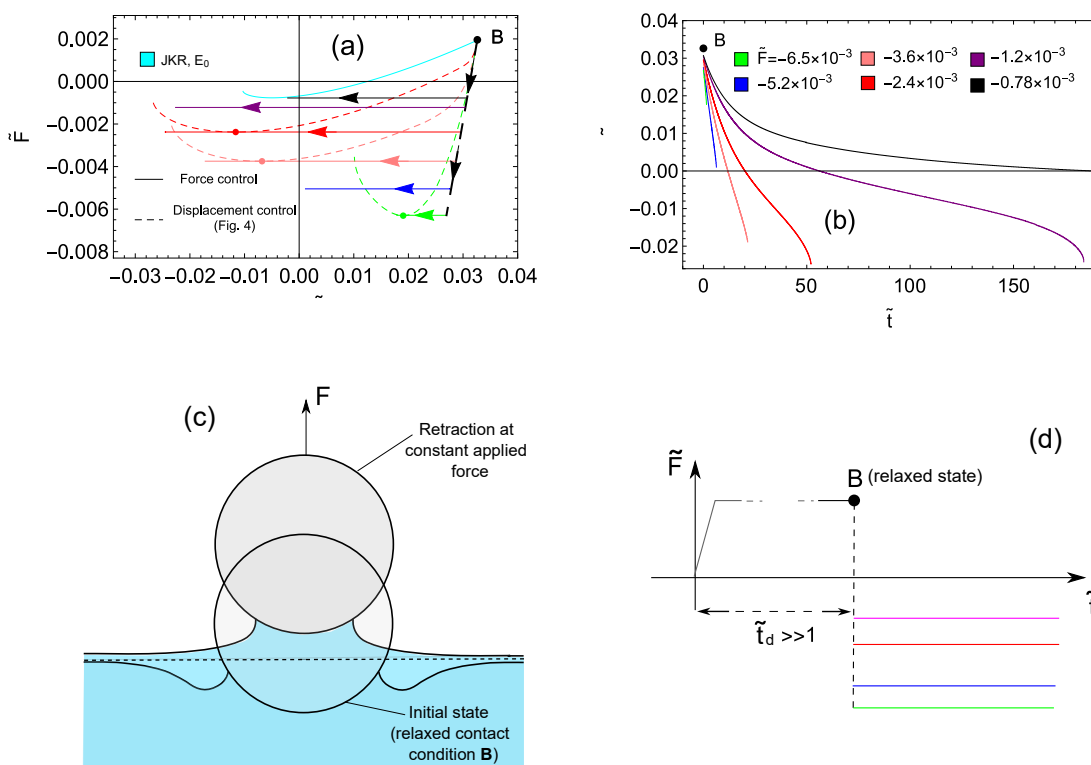 (a)
B
JKR, E₀
0.002
0.000
−0.002
−0.004
−0.006
−0.008
F̃
Force control
Displacement control
(Fig. 4)
−0.03 −0.02 −0.01 0.00 0.01 0.02 0.03 0.04
~
(b)
B
0.04
0.03
0.02
0.01
0.00
−0.01
−0.02
~
F̃=−6.5×10⁻³ −3.6×10⁻³ −1.2×10⁻³
−5.2×10⁻³ −2.4×10⁻³ −0.78×10⁻³
0 50 100 150
t̃
(c)
F
Retraction at
constant applied
force
Initial state
(relaxed contact
condition B)
(d)
F̃
B (relaxed state)
t̃d >>1